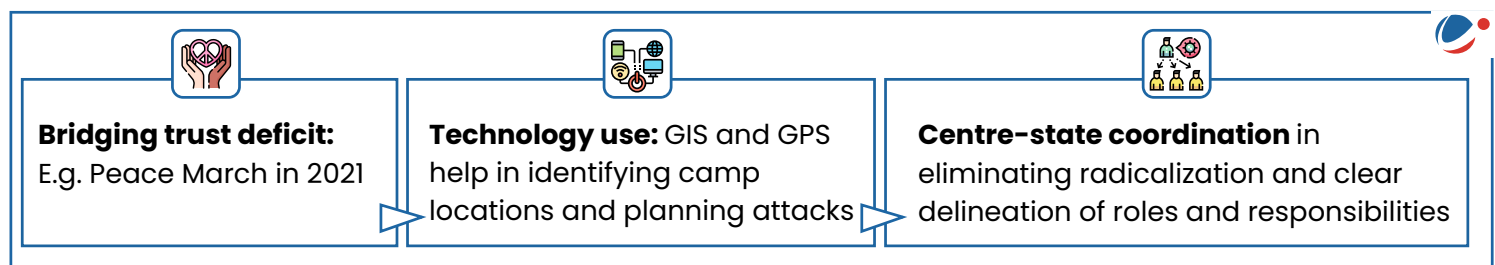 Bridging trust deficit:
E.g. Peace March in 2021
Technology use: GIS and GPS
help in identifying camp
locations and planning attacks
Centre-state coordination in
eliminating radicalization and clear
delineation of roles and responsibilities